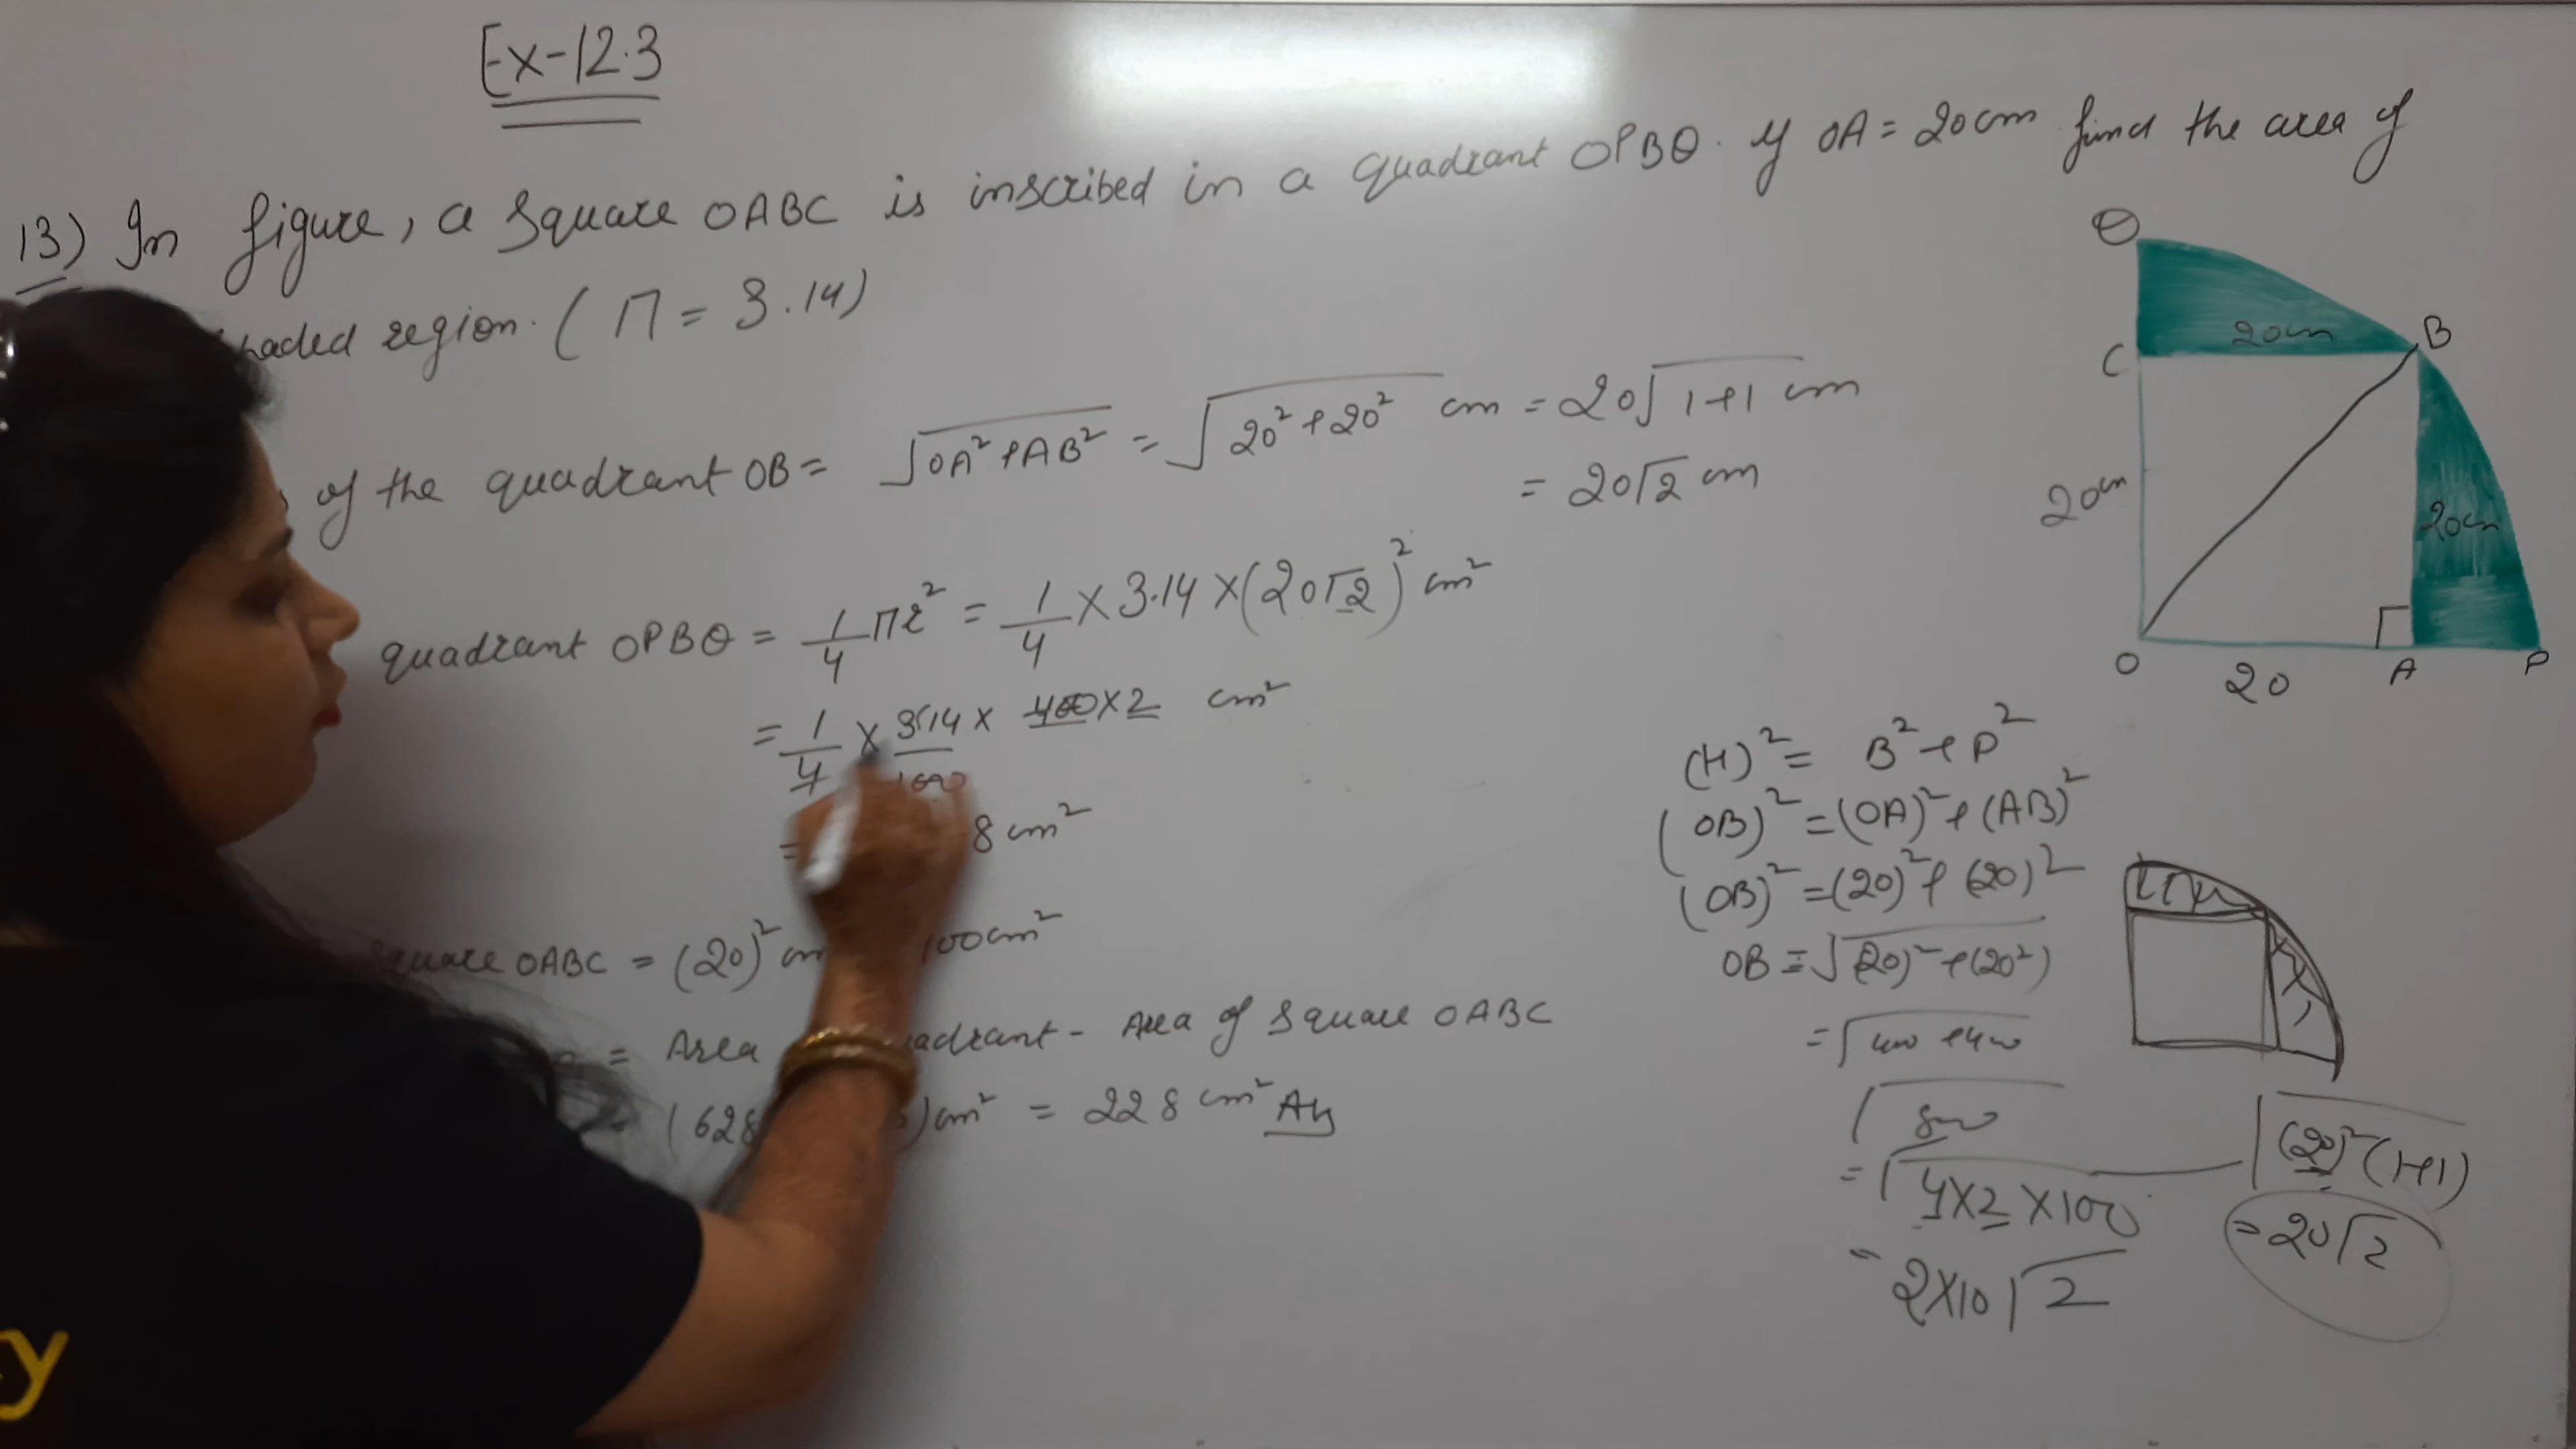 Ex-12.3
13) In figure, a square OABC is inscribed in a quadrant OPBQ. If OA = 20cm find the area of
region. (Π = 3.14)
of the quadrant OB = √OA²+AB² = √20²+20² cm = 20√1+1 cm
= 20√2 cm
quadrant OPBQ = 1/4 Πr² = 1/4 × 3.14 × (20√2)² cm²
= 1/4 × 3.14/100 × 400×2 cm²
= 8 cm²
OABC = (20)² cm²
= Area - Area of square OABC
= (628 )cm² = 228 cm² Ans
Q
20cm
B
C
20cm
20cm
O
20
A
P
(H)² = B²+P²
(OB)² = (OA)²+(AB)²
(OB)² = (20)²+(20)²
OB = √(20)²+(20²)
= √400+400
√800
= √4×2×100
= 2×10√2
√(20)²(1+1)
= 20√2
y